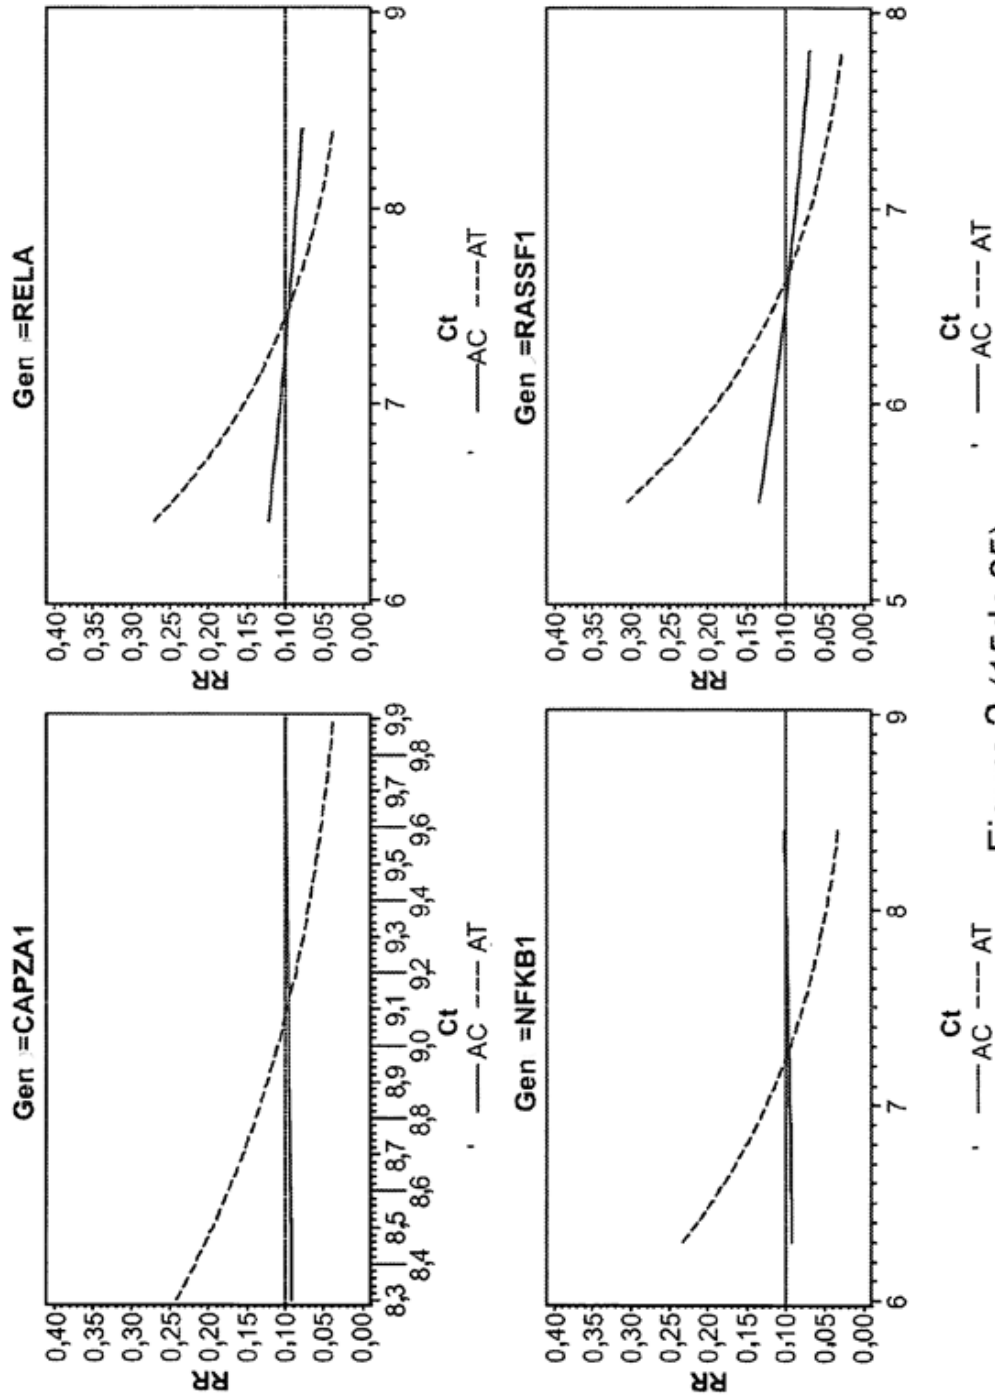 Gen =CAPZA1
RR
0,40
0,35
0,30
0,25
0,20
0,15
0,10
0,05
0,00
8,3 8,4 8,5 8,6 8,7 8,8 8,9 9,0 9,1 9,2 9,3 9,4 9,5 9,6 9,7 9,8 9,9
Ct
AC AT
Gen =RELA
RR
0,40
0,35
0,30
0,25
0,20
0,15
0,10
0,05
0,00
6 7 8 9
Ct
AC AT
Gen =NFKB1
RR
0,40
0,35
0,30
0,25
0,20
0,15
0,10
0,05
0,00
6 7 8 9
Ct
AC AT
Gen =RASSF1
RR
0,40
0,35
0,30
0,25
0,20
0,15
0,10
0,05
0,00
5 6 7 8
Ct
AC AT